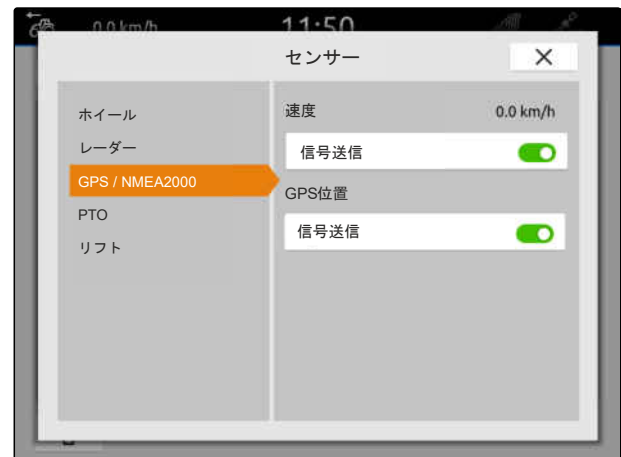 0.0 km/h 11:50
センサー
ホイール
レーダー
GPS / NMEA2000
PTO
リフト
速度 0.0 km/h
信号送信
GPS位置
信号送信